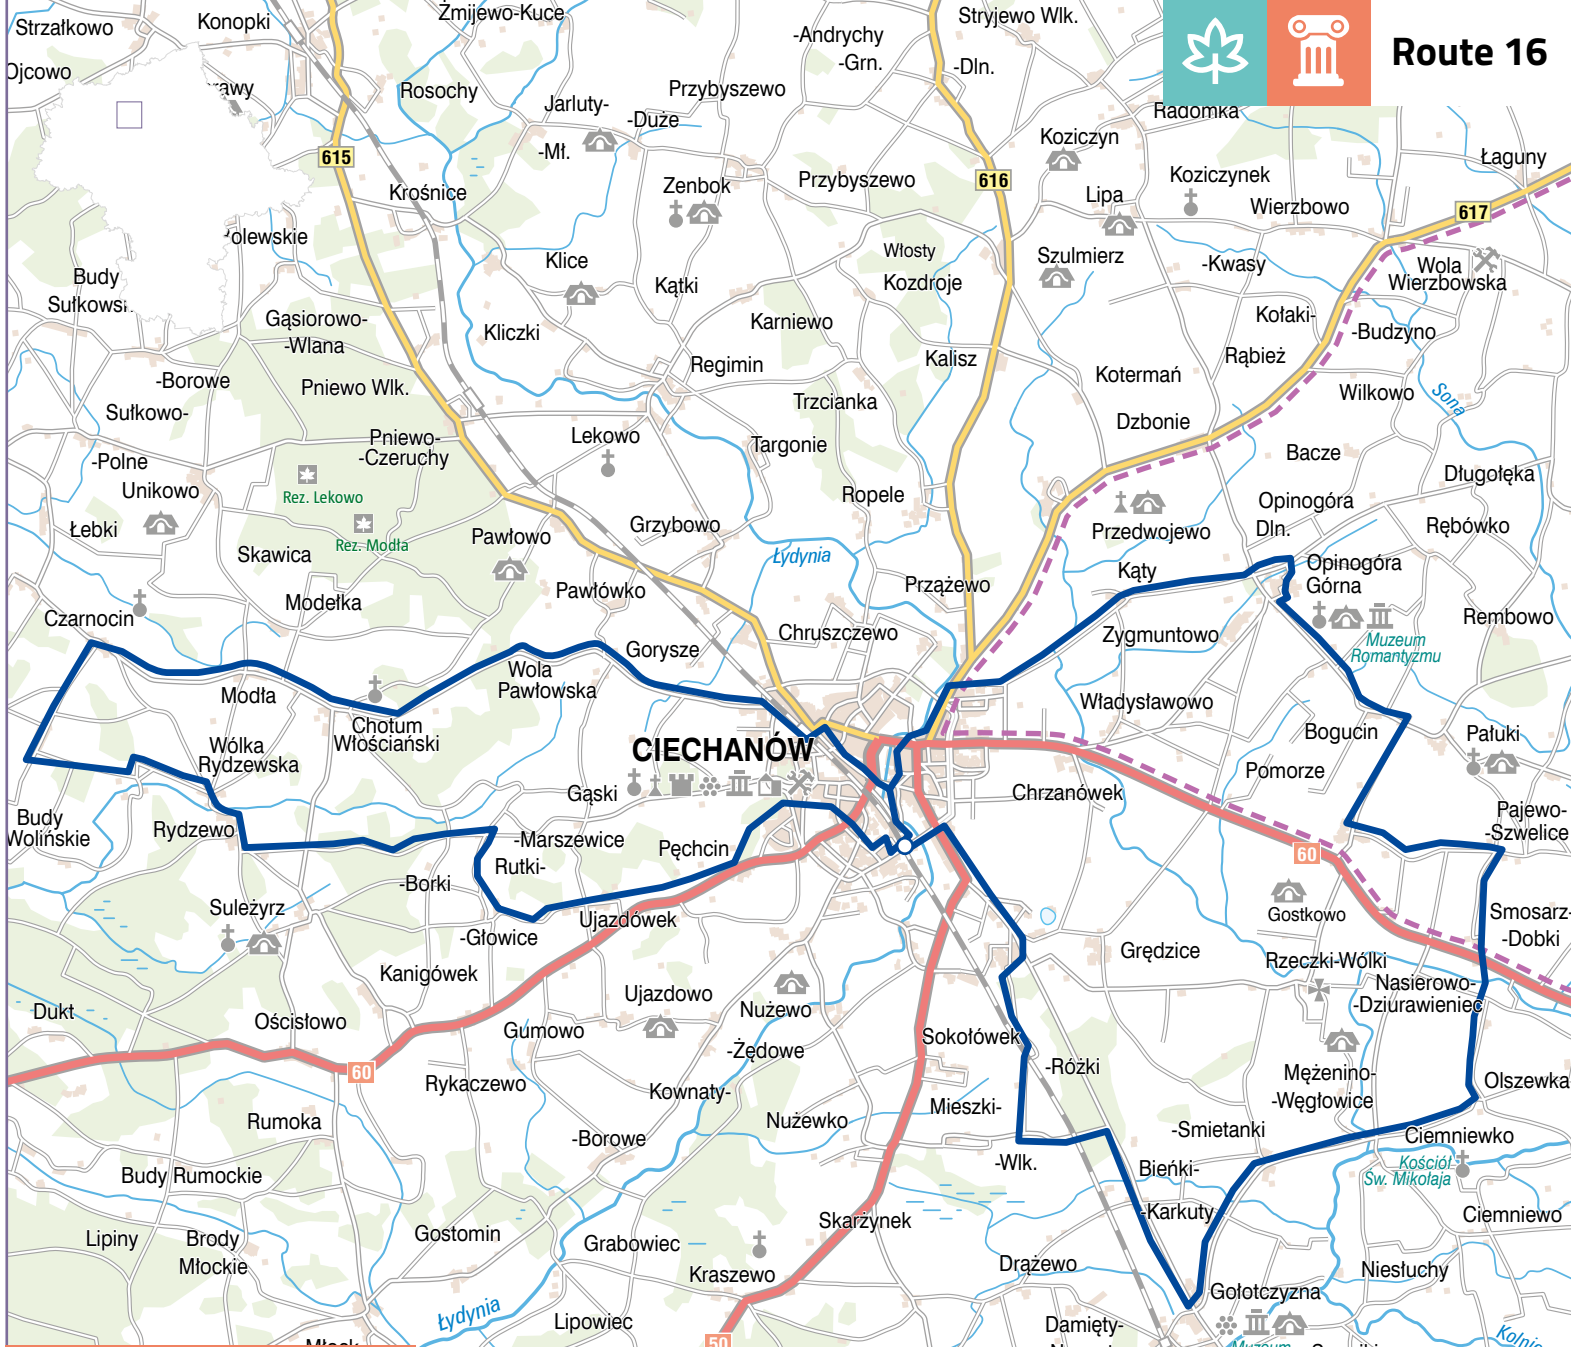 Route 16
Strzałkowo
Konopki
Żmijewo-Kuce
Stryjewo Wlk.
-Andrychy
-Grn.
-Dln.
Ojcowo
Rosochy
Jarluty-
-Duże
-Mł.
Przybyszewo
Radomka
Koziczyn
Łaguny
615
616
617
Krośnice
Zenbok
Przybyszewo
Lipa
Koziczynek
Wierzbowo
Klice
Kątki
Włosty
Kozdroje
Szulmierz
-Kwasy
Wola
Wierzbowska
Budy
Gąsiorowo-
-Wlana
Kliczki
Karniewo
Kołaki-
-Budzyno
Regimin
Kalisz
Rąbież
-Borowe
Pniewo Wlk.
Kotermań
Wilkowo
Sona
Sułkowo-
Trzcianka
Dzbonie
Pniewo-
-Czeruchy
Lekowo
Targonie
Bacze
-Polne
Unikowo
Rez. Lekowo
Ropele
Długołęka
Opinogóra
Dln.
Łebki
Rez. Modła
Pawłowo
Grzybowo
Przedwojewo
Rębówko
Skawica
Łydynia
Kąty
Opinogóra
Górna
Modełka
Pawłówko
Przążewo
Czarnocin
Chruszczewo
Zygmuntowo
Rembowo
Muzeum
Romantyzmu
Gorysze
Modła
Wola
Pawłowska
Władysławowo
Chotum
Włościański
Bogucin
Pałuki
Wólka
Rydzewska
CIECHANÓW
Pomorze
Gąski
Chrzanówek
Budy
Wolińskie
Rydzewo
-Marszewice
Rutki-
Pęchcin
Pajewo-
-Szwelice
60
-Borki
Suleżyrz
Ujazdówek
Gostkowo
Smosarz-
-Dobki
-Głowice
Grędzice
Rzeczki-Wólki
Kanigówek
Ujazdowo
Nużewo
Nasierowo-
-Dziurawieniec
Dukt
Ościsłowo
Gumowo
-Żędowe
Sokołówek
60
Rykaczewo
Kownaty-
-Różki
Mężenino-
-Węgłowice
Olszewka
Rumoka
Nużewko
Mieszki-
-Smietanki
-Borowe
Ciemniewko
Budy Rumockie
-Wlk.
Bieńki-
-Karkuty
Kościół
Św. Mikołaja
Lipiny
Brody
Młockie
Gostomin
Grabowiec
Skarżynek
Ciemniewo
Kraszewo
Drążewo
Niesłuchy
Gołotczyzna
Łydynia
Lipowiec
Damięty-
50